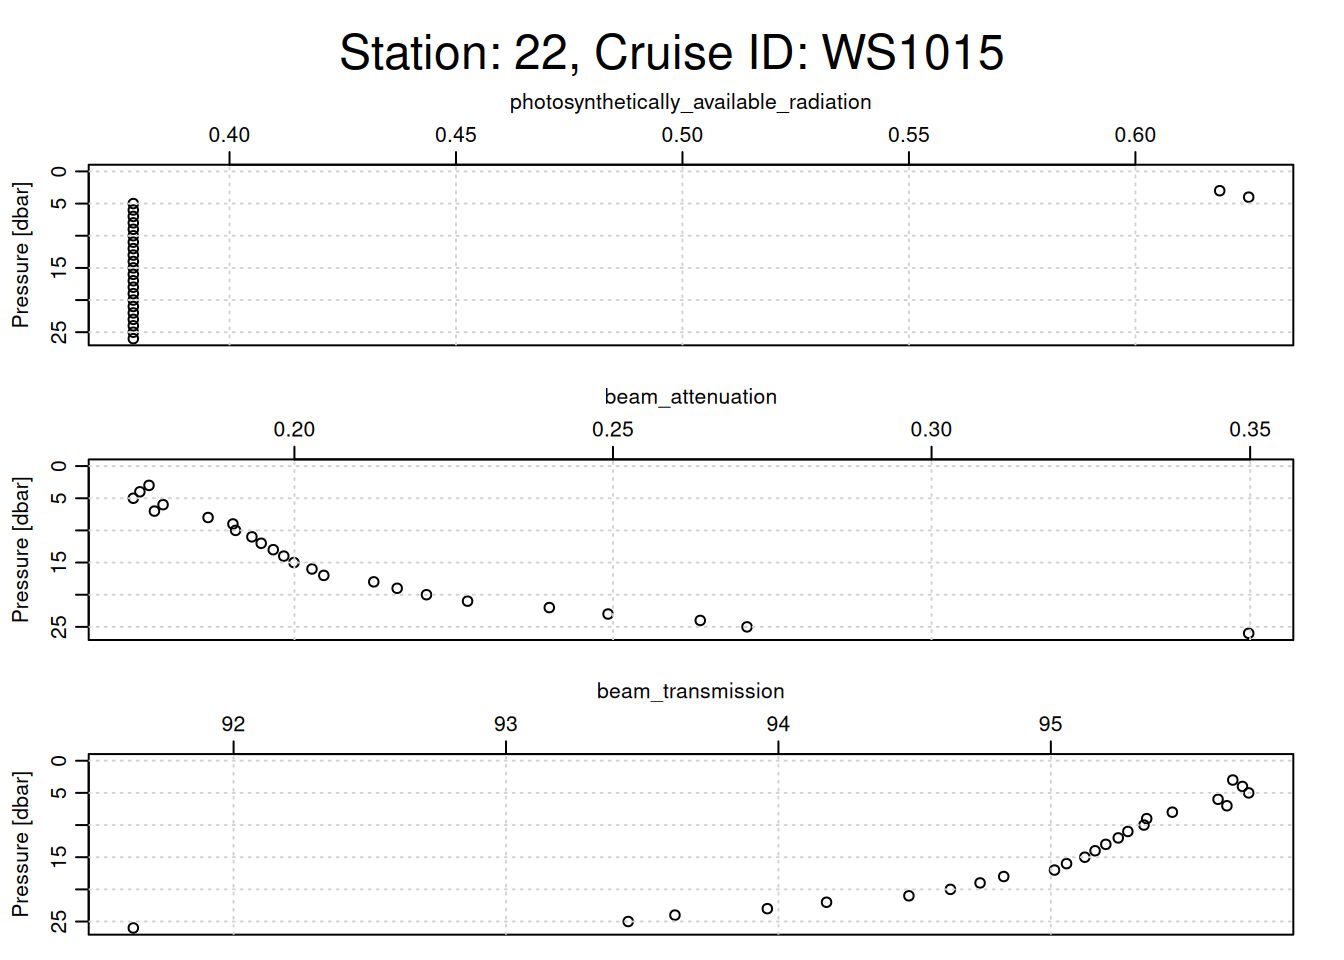 Station: 22, Cruise ID: WS1015
photosynthetically_available_radiation
0.40 0.45 0.50 0.55 0.60
Pressure [dbar]
0
5
15
25
beam_attenuation
0.20 0.25 0.30 0.35
Pressure [dbar]
0
5
15
25
beam_transmission
92 93 94 95
Pressure [dbar]
0
5
15
25